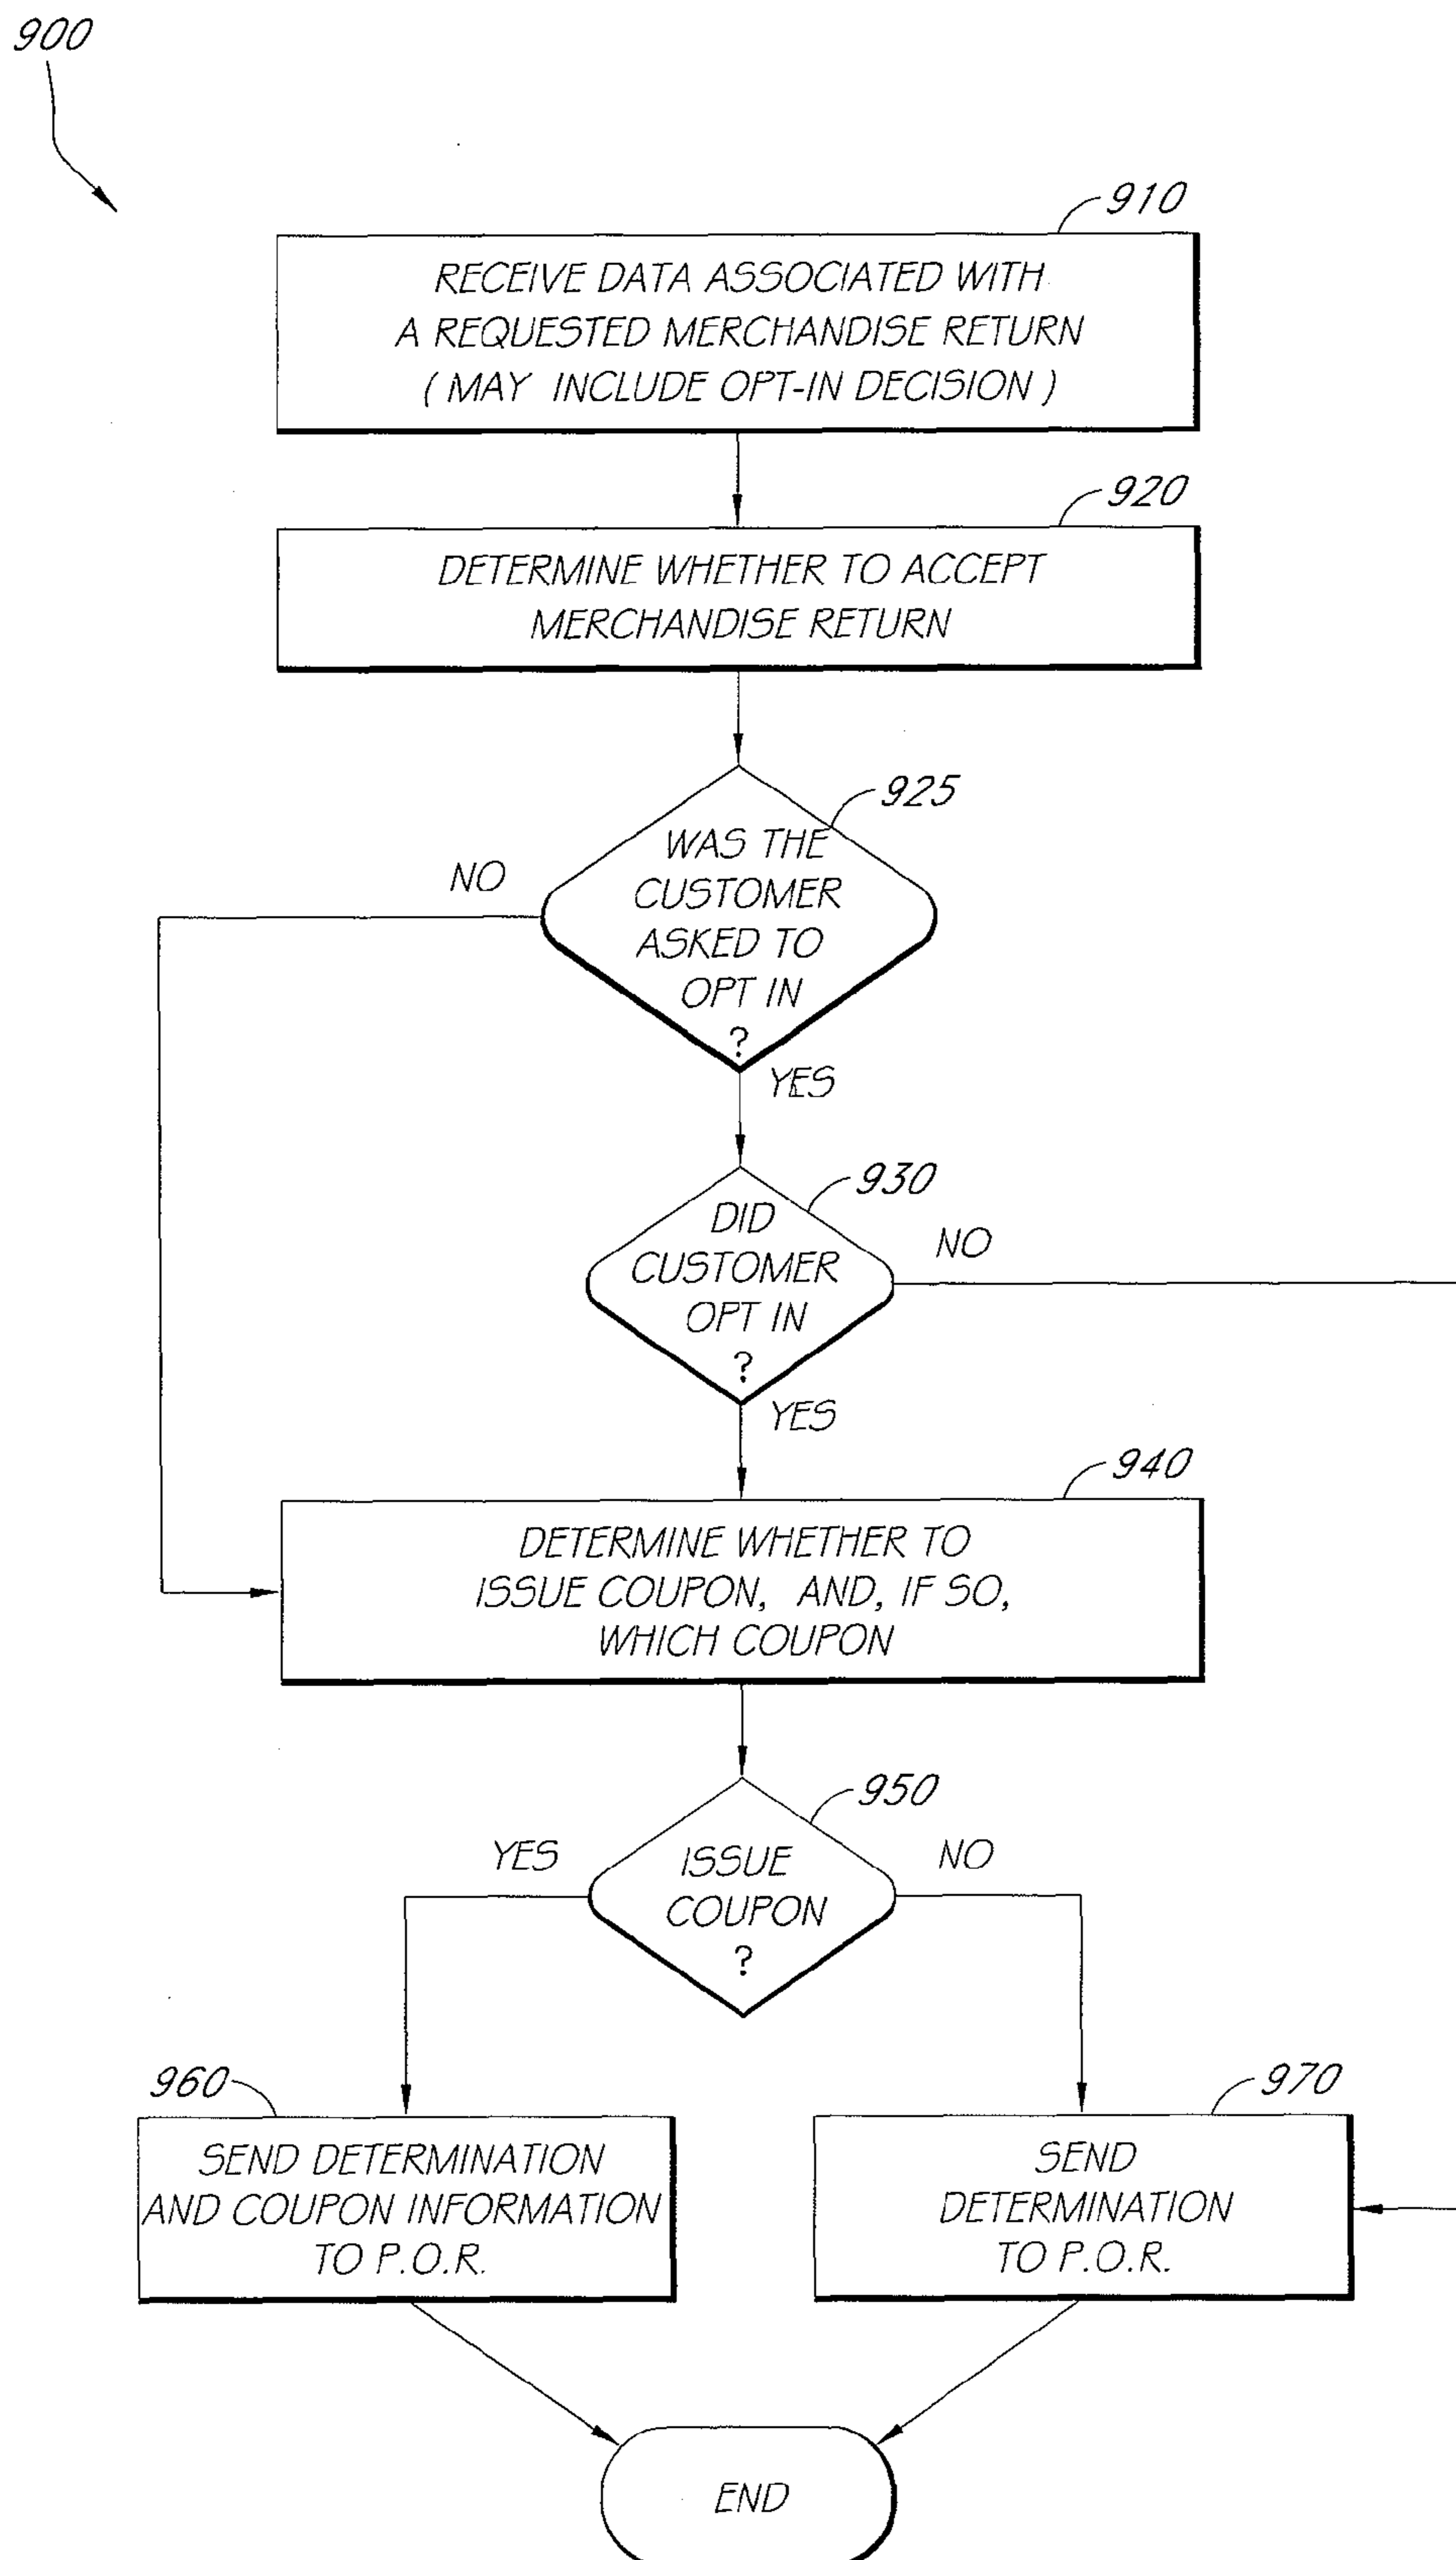 900
910
RECEIVE DATA ASSOCIATED WITH
A REQUESTED MERCHANDISE RETURN
( MAY INCLUDE OPT-IN DECISION )
920
DETERMINE WHETHER TO ACCEPT
MERCHANDISE RETURN
925
WAS THE
CUSTOMER
ASKED TO
OPT IN
?
NO
YES
930
DID
CUSTOMER
OPT IN
?
NO
YES
940
DETERMINE WHETHER TO
ISSUE COUPON, AND, IF SO,
WHICH COUPON
950
YES
ISSUE
COUPON
?
NO
960
SEND DETERMINATION
AND COUPON INFORMATION
TO P.O.R.
970
SEND
DETERMINATION
TO P.O.R.
END